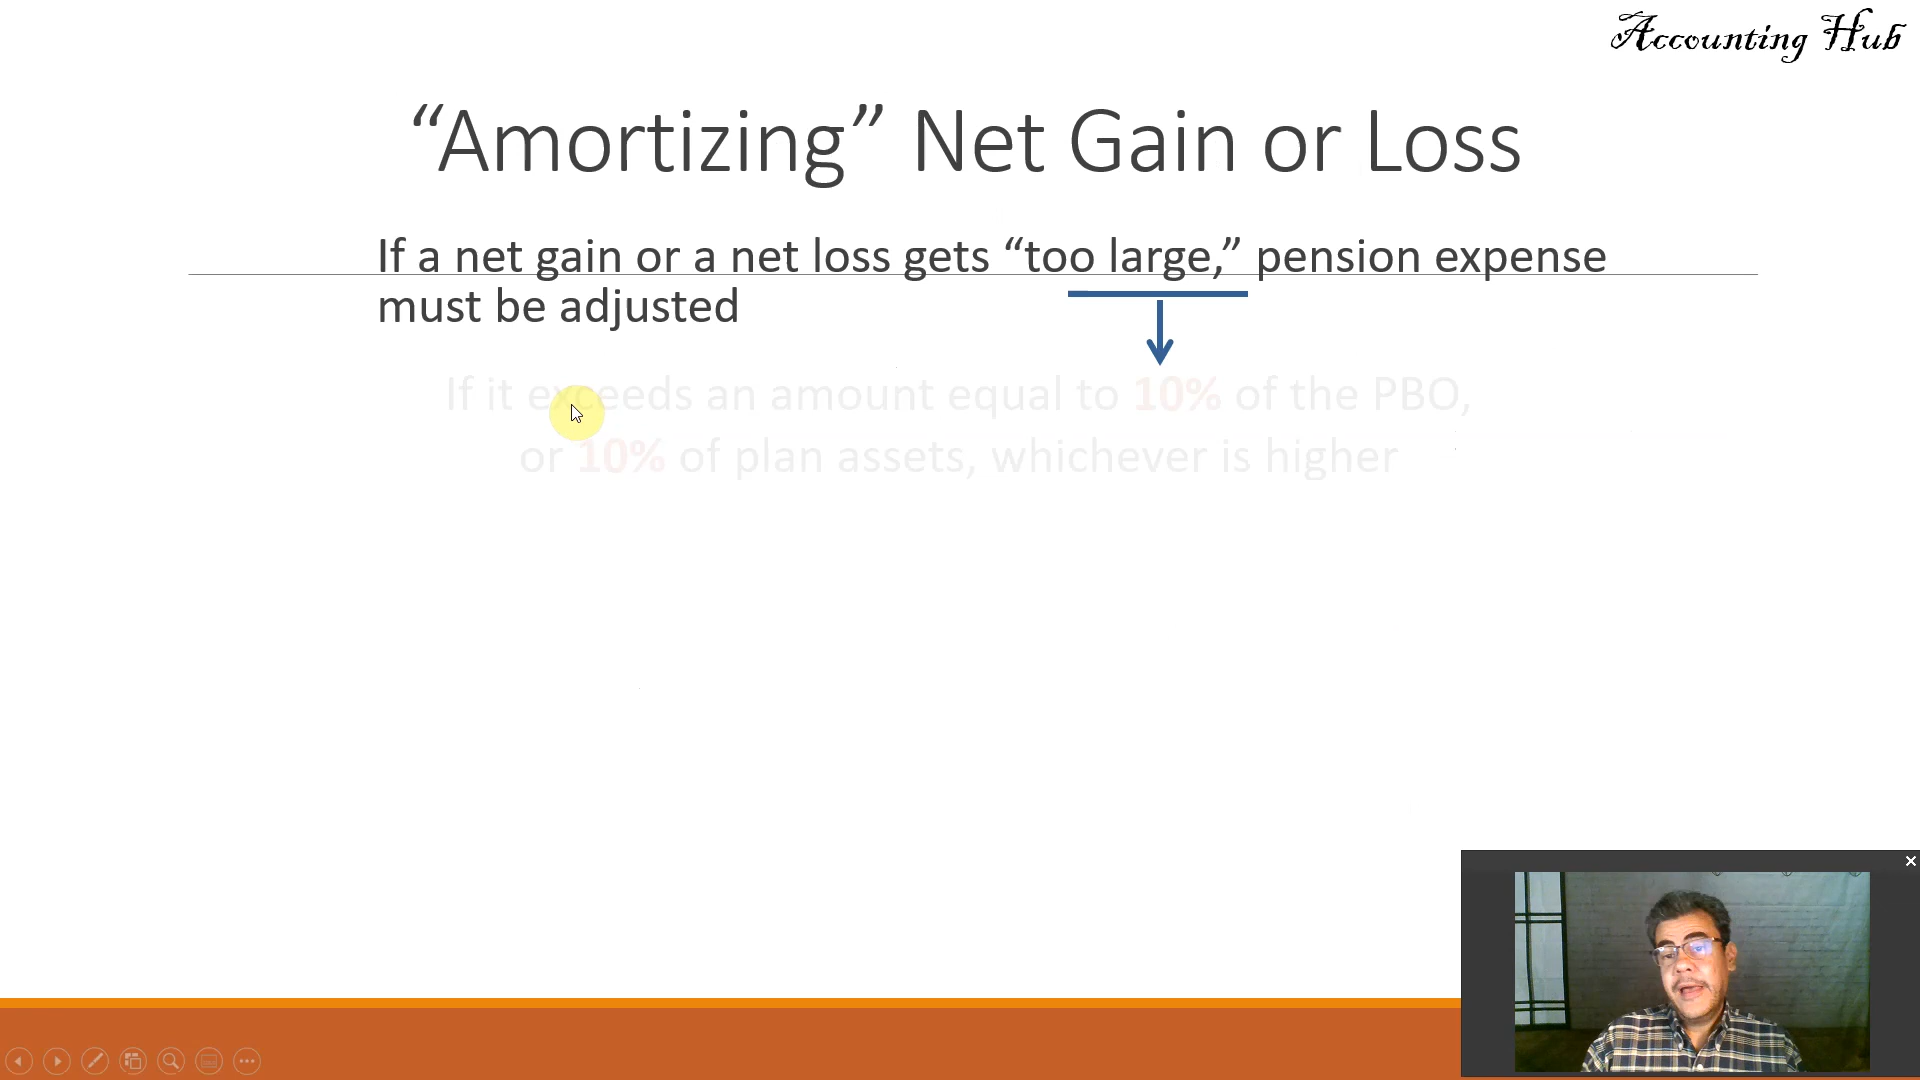 Accounting Hub
“Amortizing” Net Gain or Loss
If a net gain or a net loss gets “too large,” pension expense
must be adjusted
If it exceeds an amount equal to 10% of the PBO,
or 10% of plan assets, whichever is higher